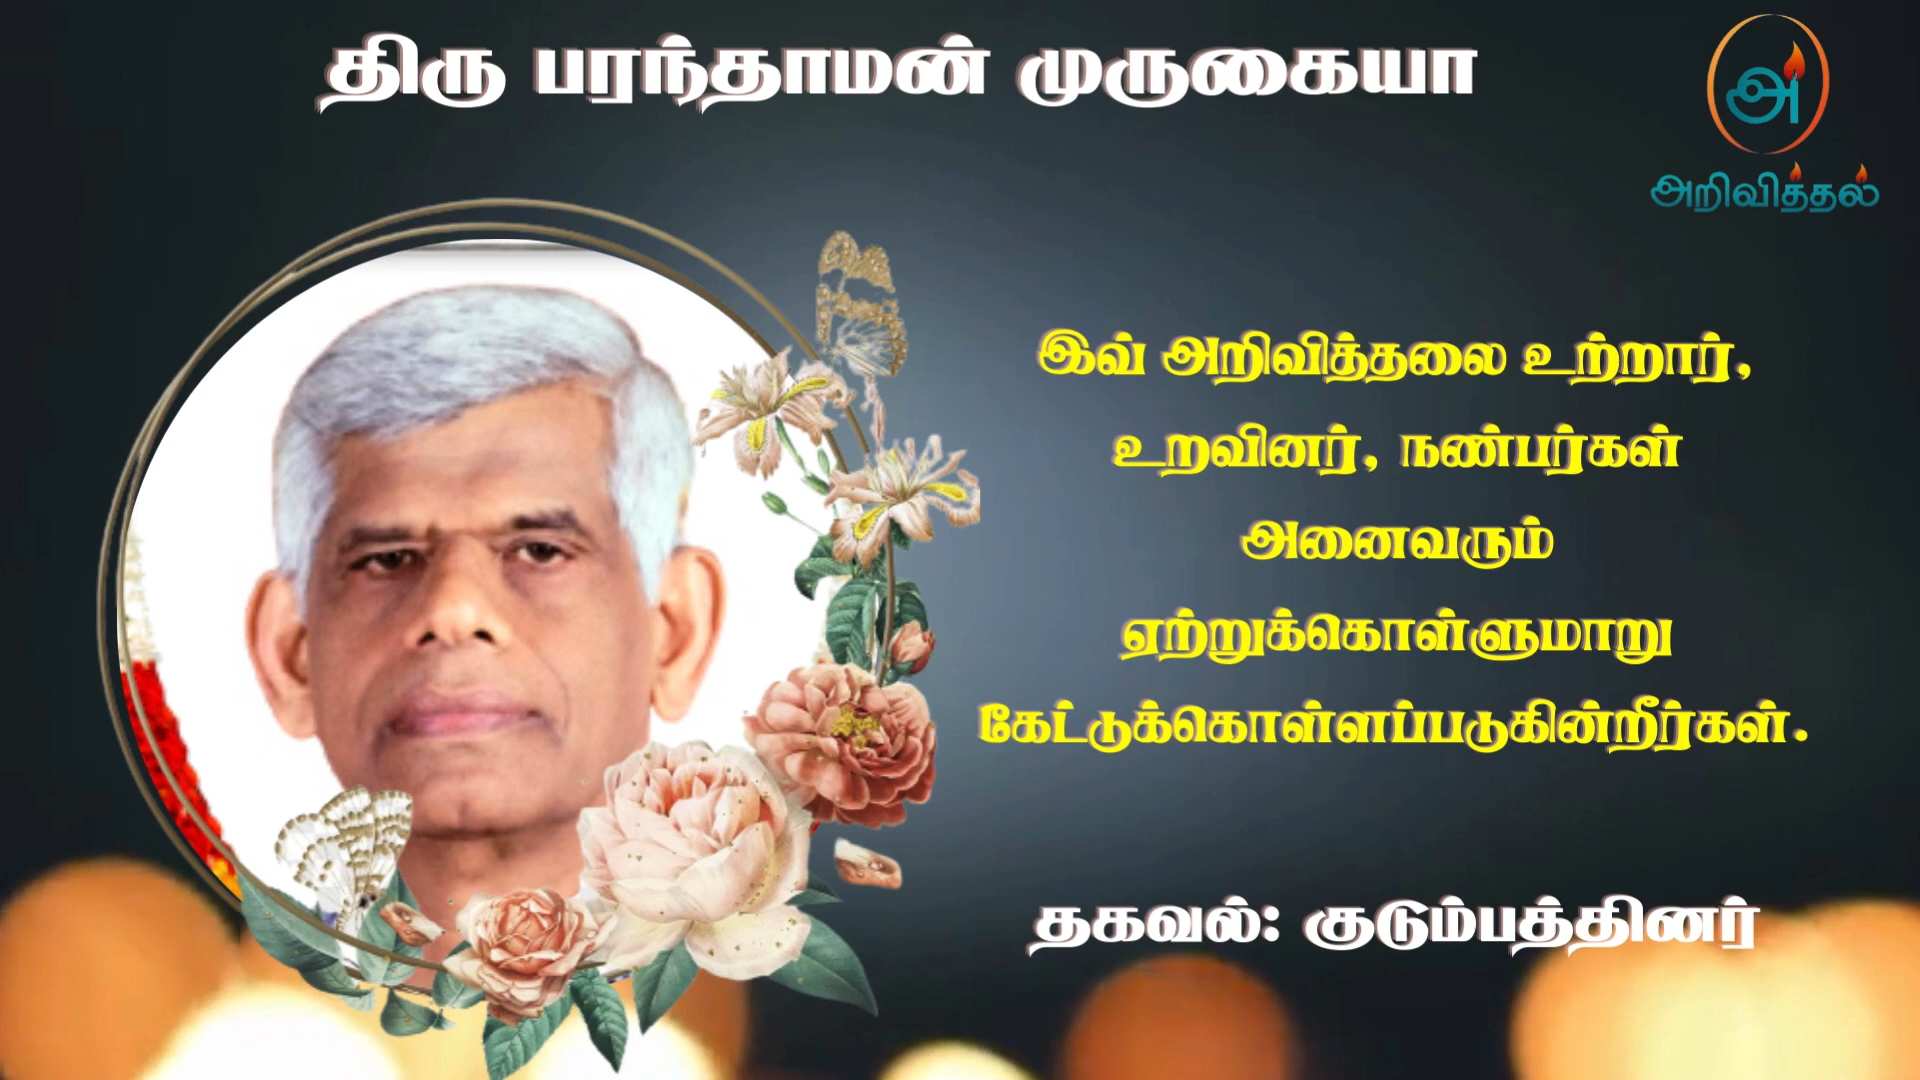 திரு பரந்தாமன் முருகையா
அ
அறிவித்தல்
இவ் அறிவித்தலை உற்றார்,
உறவினர், நண்பர்கள்
அனைவரும்
ஏற்றுக்கொள்ளுமாறு
கேட்டுக்கொள்ளப்படுகின்றீர்கள்.
தகவல்: குடும்பத்தினர்